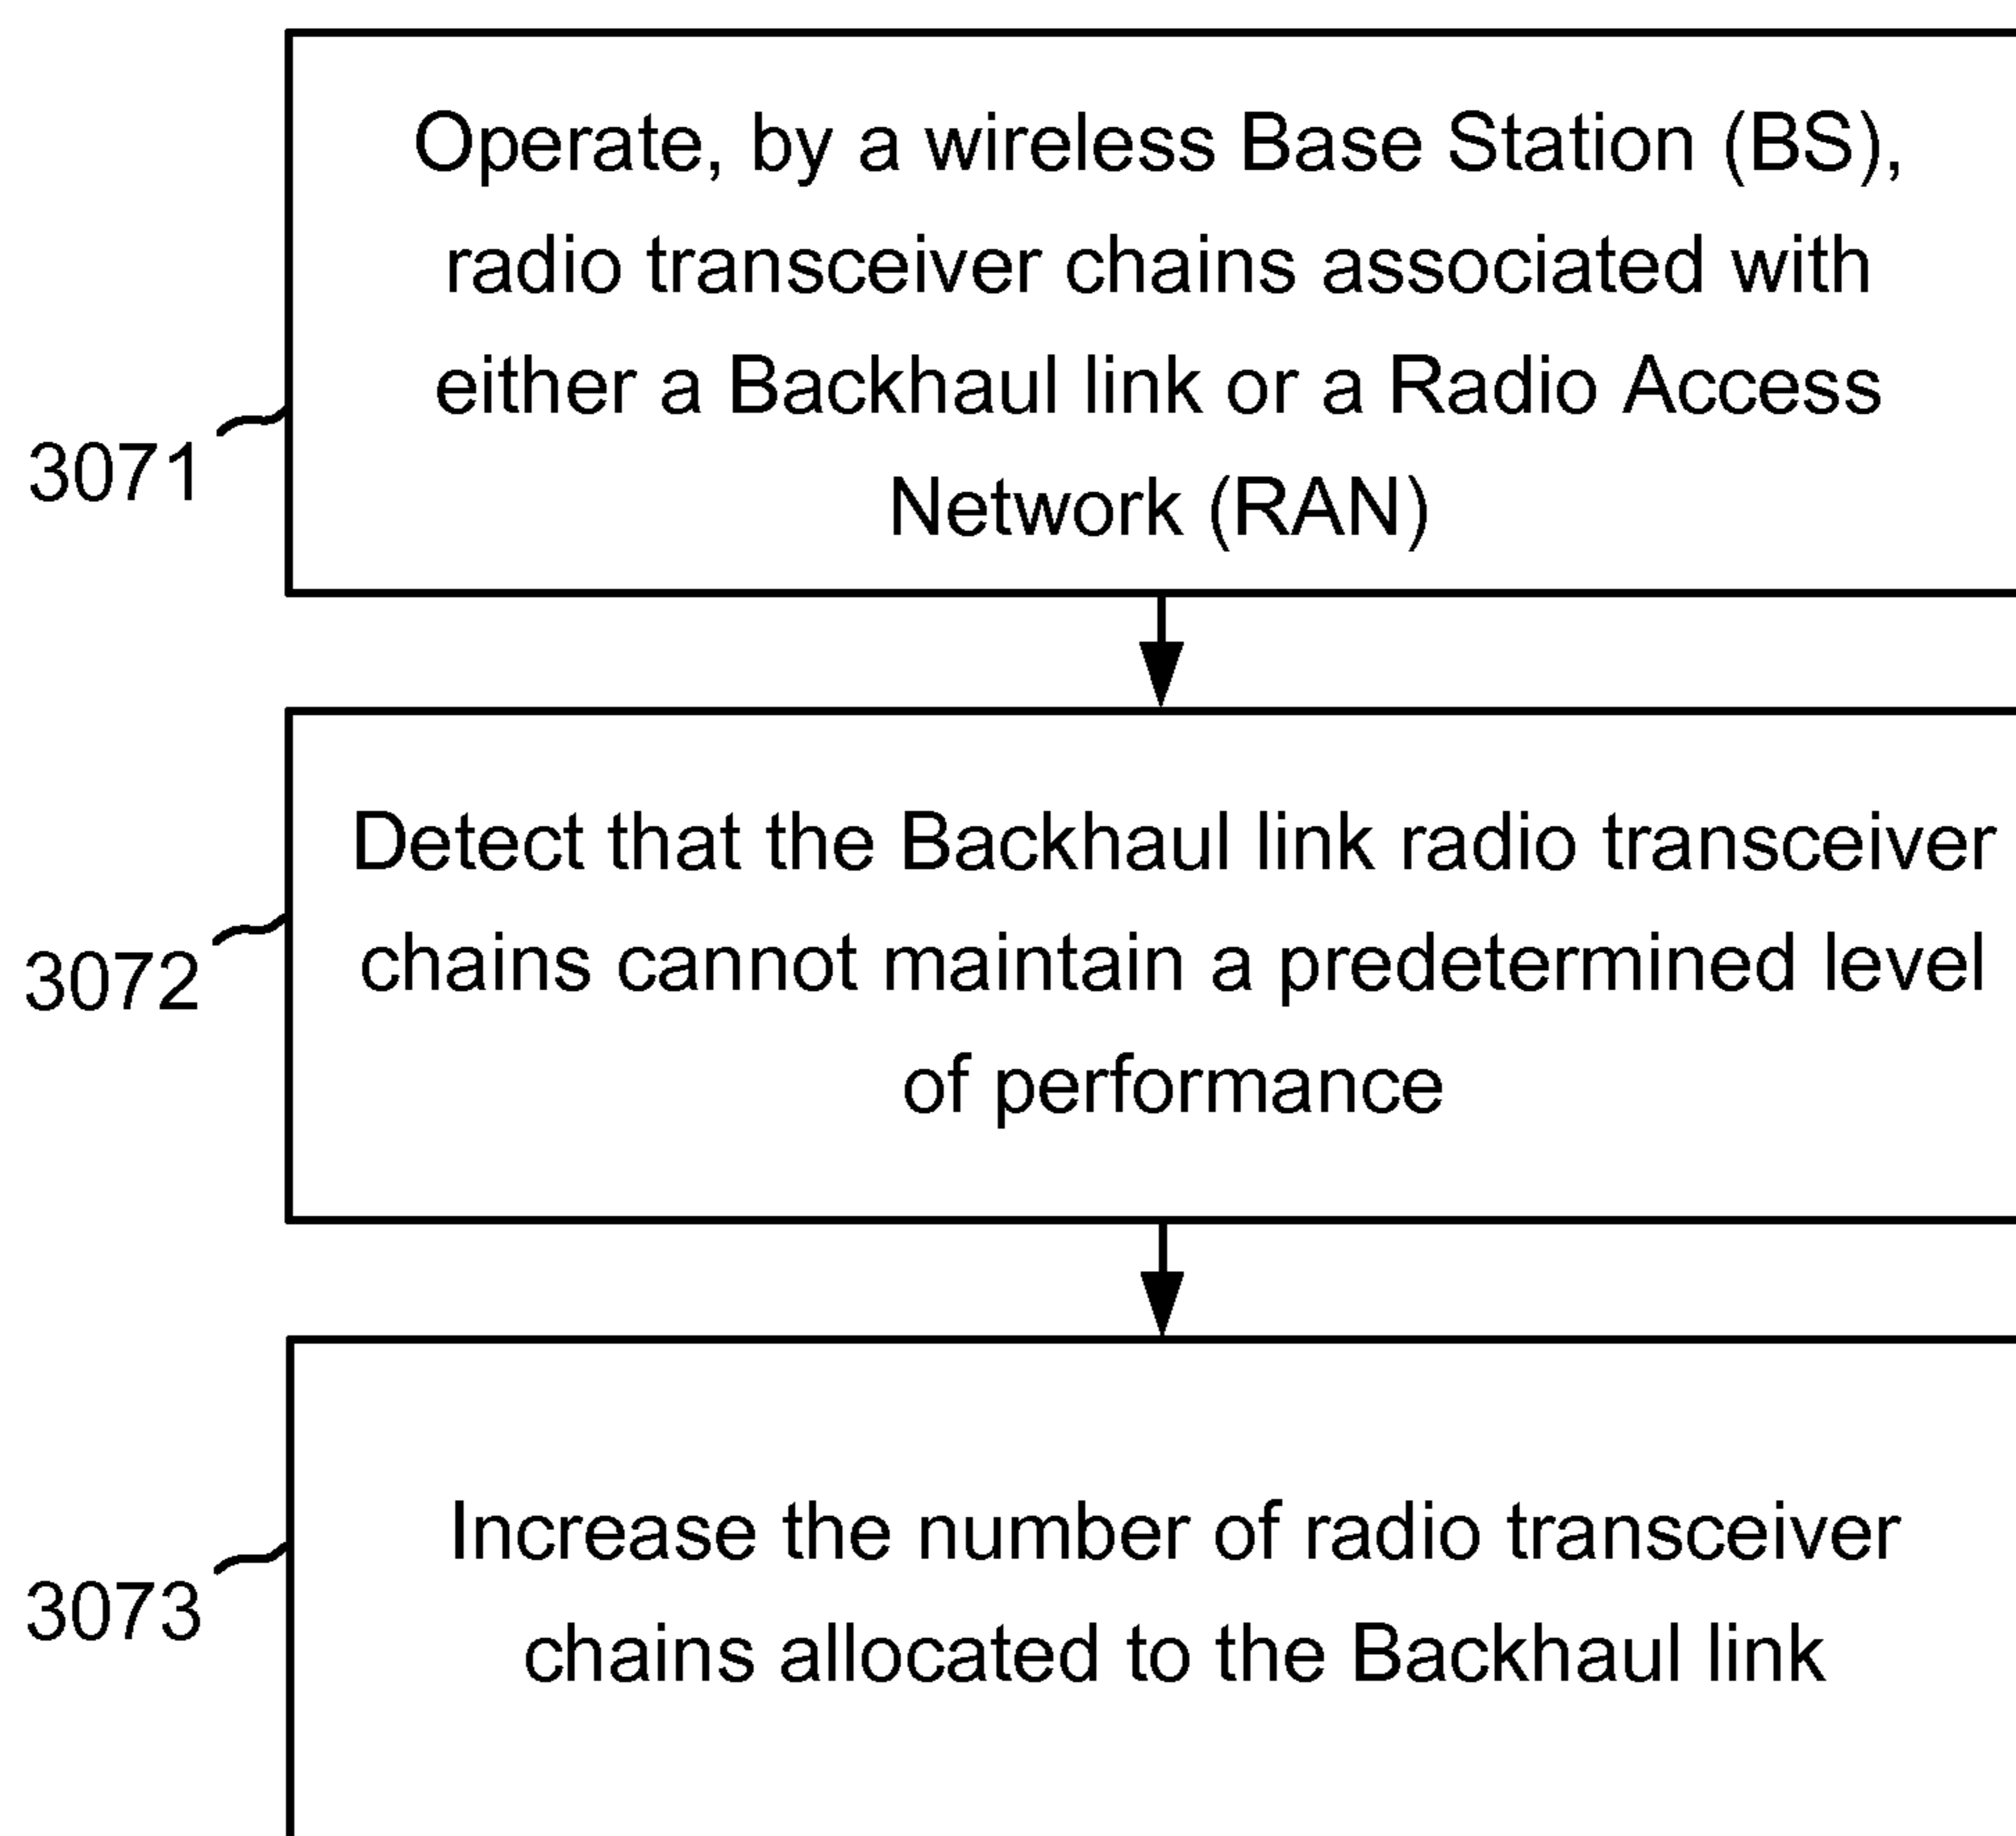 Operate, by a wireless Base Station (BS),
radio transceiver chains associated with
either a Backhaul link or a Radio Access
Network (RAN)
3071
Detect that the Backhaul link radio transceiver
chains cannot maintain a predetermined level
of performance
3072
Increase the number of radio transceiver
chains allocated to the Backhaul link
3073